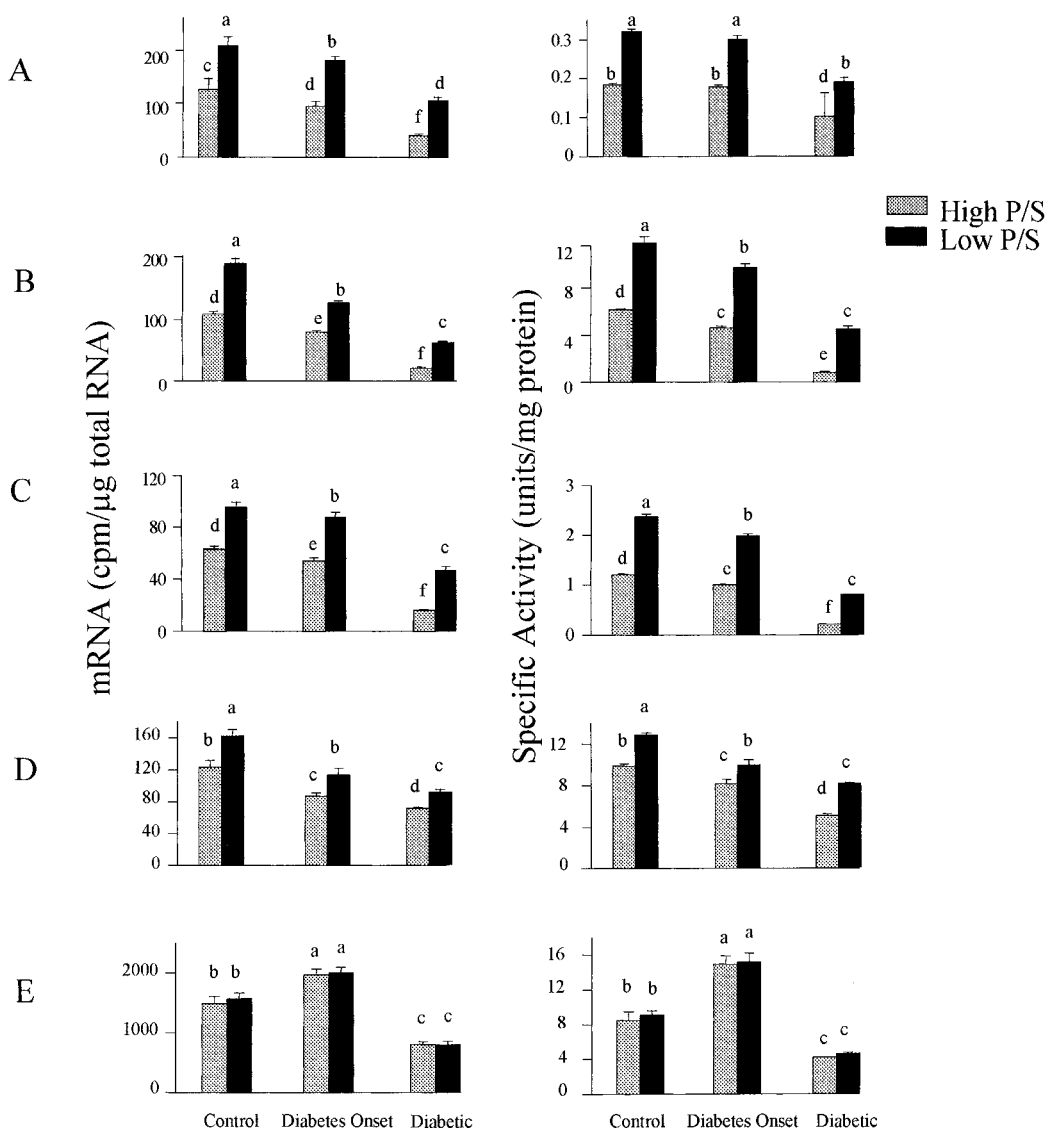 A
200
100
0
c
a
d
b
f
d
0.3
0.2
0.1
0
b
a
b
a
d
b
High P/S
Low P/S
B
200
100
0
d
a
e
b
f
c
12
8
4
0
d
a
c
b
e
c
mRNA (cpm/µg total RNA)
Specific Activity (units/mg protein)
C
120
80
40
0
d
a
e
b
f
c
3
2
1
0
d
a
c
b
f
c
D
160
120
80
40
0
b
a
c
b
d
c
12
8
4
0
b
a
c
b
d
c
E
2000
1000
0
b
b
a
a
c
c
16
12
8
4
0
b
b
a
a
c
c
Control Diabetes Onset Diabetic
Control Diabetes Onset Diabetic